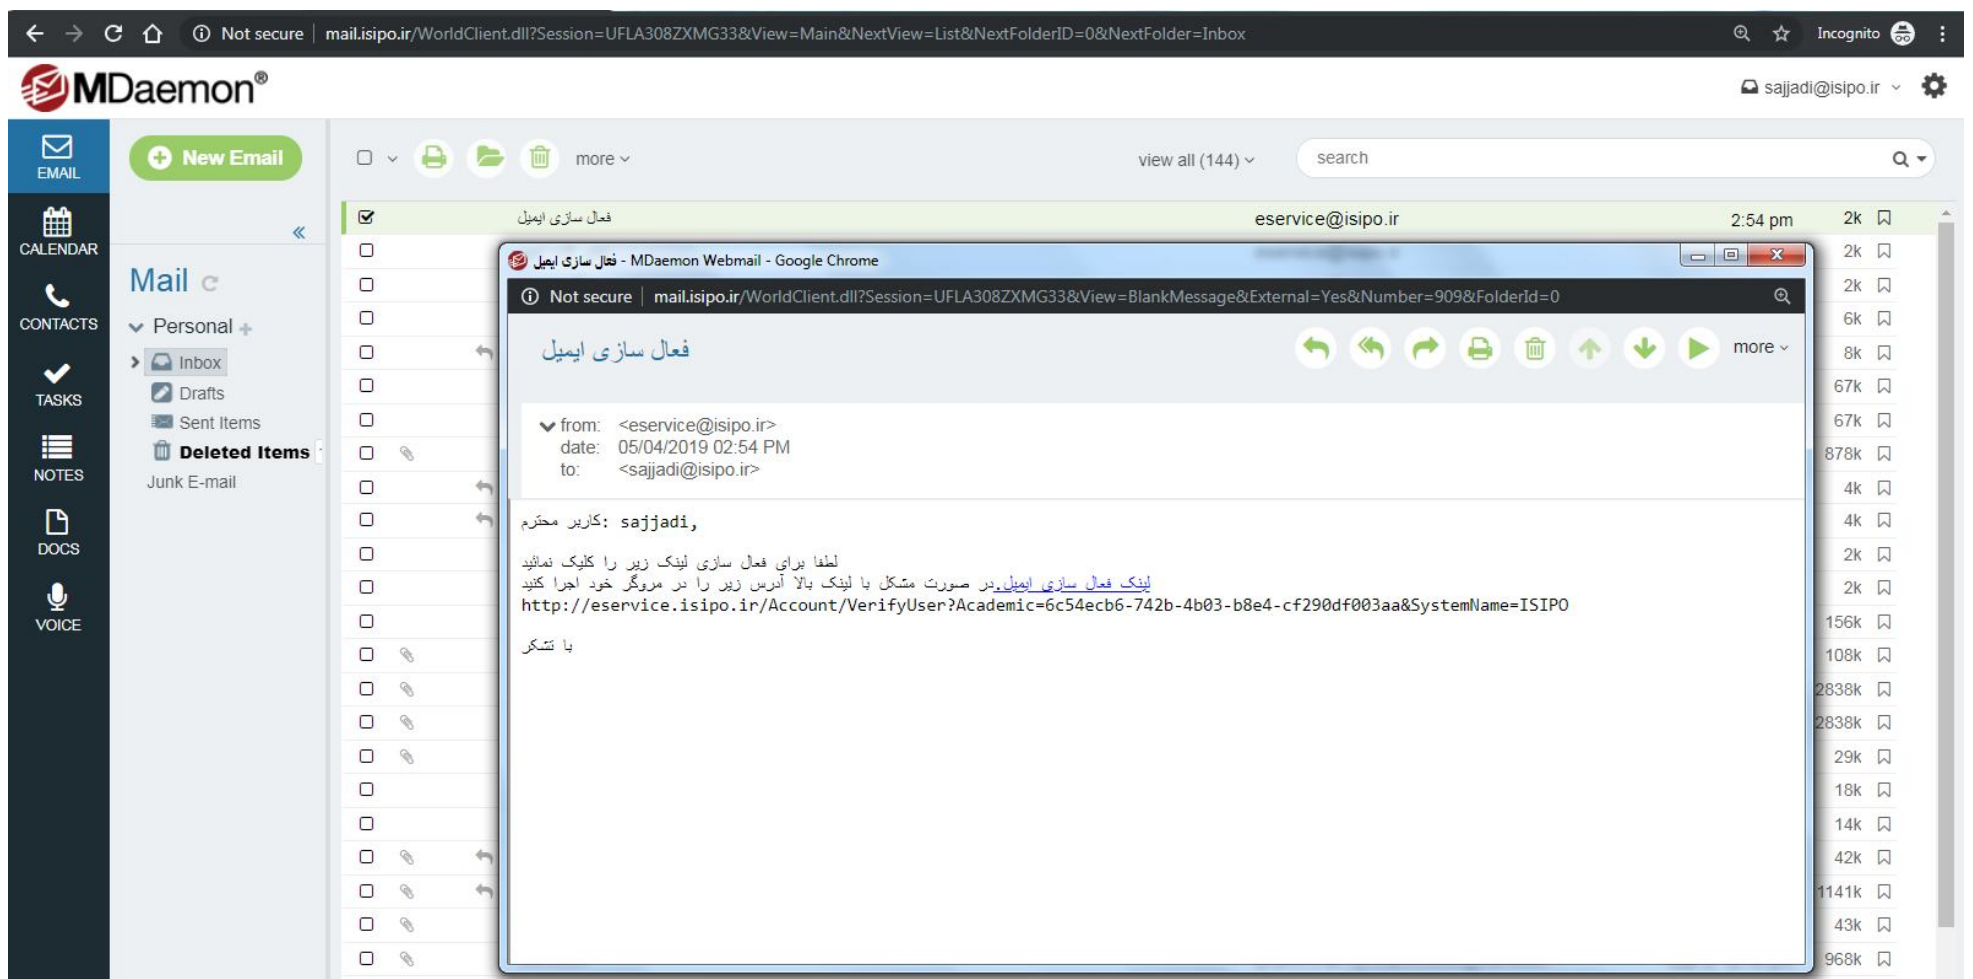 Not secure | mail.isipo.ir/WorldClient.dll?Session=UFLA308ZXMG33&View=Main&NextView=List&NextFolderID=0&NextFolder=Inbox
Incognito
MDaemon®
sajjadi@isipo.ir
EMAIL
CALENDAR
CONTACTS
TASKS
NOTES
DOCS
VOICE
New Email
Mail
Personal
Inbox
Drafts
Sent Items
Deleted Items
Junk E-mail
more
view all (144)
search
فعال سازی ایمیل
eservice@isipo.ir
2:54 pm
2k
2k
2k
6k
8k
67k
67k
878k
4k
4k
2k
2k
156k
108k
2838k
2838k
29k
18k
14k
42k
1141k
43k
968k
فعال سازی ایمیل - MDaemon Webmail - Google Chrome
Not secure | mail.isipo.ir/WorldClient.dll?Session=UFLA308ZXMG33&View=BlankMessage&External=Yes&Number=909&FolderId=0
فعال سازی ایمیل
more
from: <eservice@isipo.ir>
date: 05/04/2019 02:54 PM
to: <sajjadi@isipo.ir>
کاربر محترم: sajjadi,
لطفا برای فعال سازی لینک زیر را کلیک نمائید
لینک فعال سازی ایمیل.در صورت مشکل با لینک بالا آدرس زیر را در مروگر خود اجرا کنید
http://eservice.isipo.ir/Account/VerifyUser?Academic=6c54ecb6-742b-4b03-b8e4-cf290df003aa&SystemName=ISIPO
با تشکر